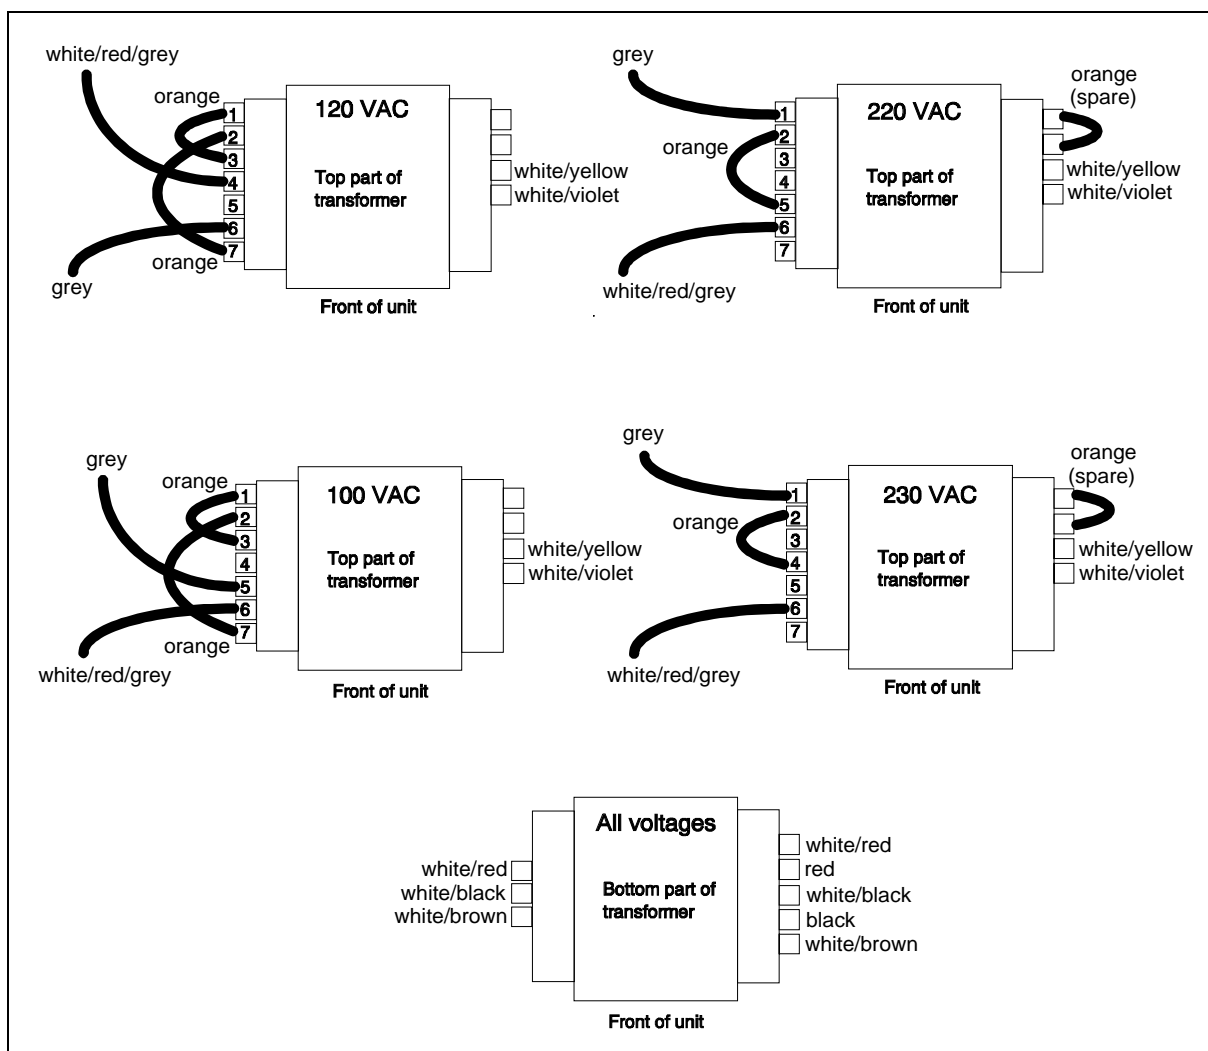 white/red/grey
orange
1
2
3
4
5
6
7
orange
grey
120 VAC
Top part of
transformer
white/yellow
white/violet
Front of unit
grey
orange
1
2
3
4
5
6
7
white/red/grey
220 VAC
Top part of
transformer
orange
(spare)
white/yellow
white/violet
Front of unit
grey
orange
1
2
3
4
5
6
7
orange
white/red/grey
100 VAC
Top part of
transformer
white/yellow
white/violet
Front of unit
grey
orange
1
2
3
4
5
6
7
white/red/grey
230 VAC
Top part of
transformer
orange
(spare)
white/yellow
white/violet
Front of unit
white/red
white/black
white/brown
All voltages
Bottom part of
transformer
white/red
red
white/black
black
white/brown
Front of unit